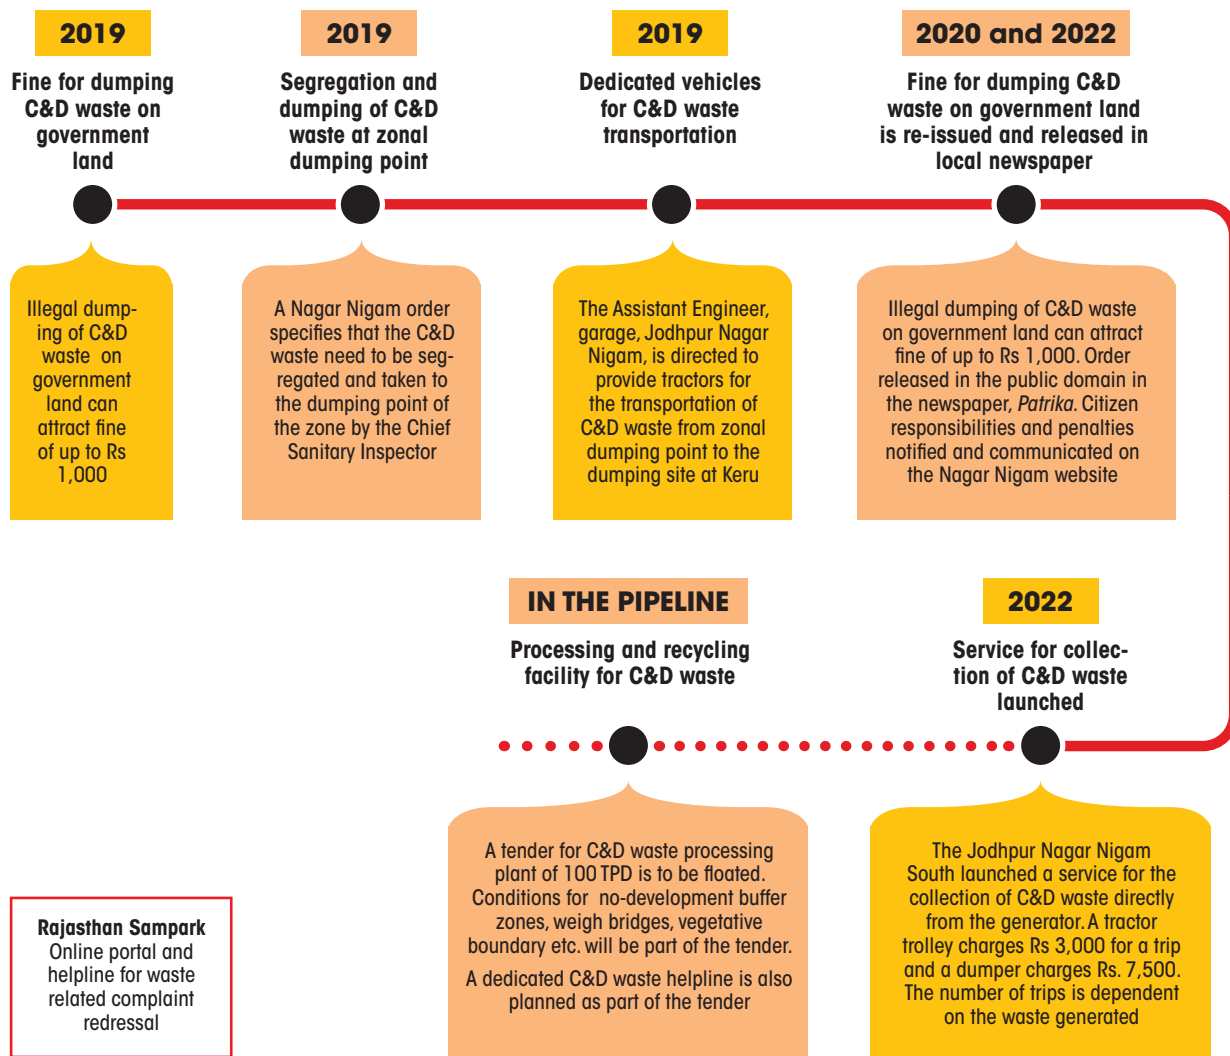 2019
Fine for dumping
C&D waste on
government
land
Illegal dump-
ing of C&D
waste on
government
land can
attract fine
of up to Rs
1,000
2019
Segregation and
dumping of C&D
waste at zonal
dumping point
A Nagar Nigam order
specifies that the C&D
waste need to be seg-
regated and taken to
the dumping point of
the zone by the Chief
Sanitary Inspector
2019
Dedicated vehicles
for C&D waste
transportation
The Assistant Engineer,
garage, Jodhpur Nagar
Nigam, is directed to
provide tractors for
the transportation of
C&D waste from zonal
dumping point to the
dumping site at Keru
2020 and 2022
Fine for dumping C&D
waste on government land
is re-issued and released in
local newspaper
Illegal dumping of C&D waste
on government land can attract
fine of up to Rs 1,000. Order
released in the public domain in
the newspaper, Patrika. Citizen
responsibilities and penalties
notified and communicated on
the Nagar Nigam website
2022
Service for collec-
tion of C&D waste
launched
The Jodhpur Nagar Nigam
South launched a service for the
collection of C&D waste directly
from the generator. A tractor
trolley charges Rs 3,000 for a trip
and a dumper charges Rs. 7,500.
The number of trips is dependent
on the waste generated
IN THE PIPELINE
Processing and recycling
facility for C&D waste
A tender for C&D waste processing
plant of 100 TPD is to be floated.
Conditions for no-development buffer
zones, weigh bridges, vegetative
boundary etc. will be part of the tender.
A dedicated C&D waste helpline is also
planned as part of the tender
Rajasthan Sampark
Online portal and
helpline for waste
related complaint
redressal